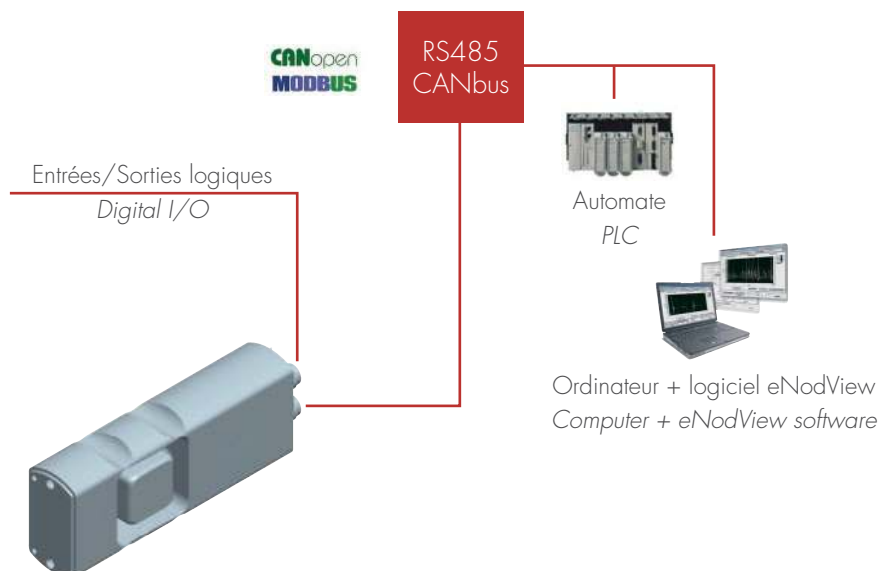 CANopen
MODBUS
RS485
CANbus
Entrées/Sorties logiques
Digital I/O
Automate
PLC
Ordinateur + logiciel eNodView
Computer + eNodView software